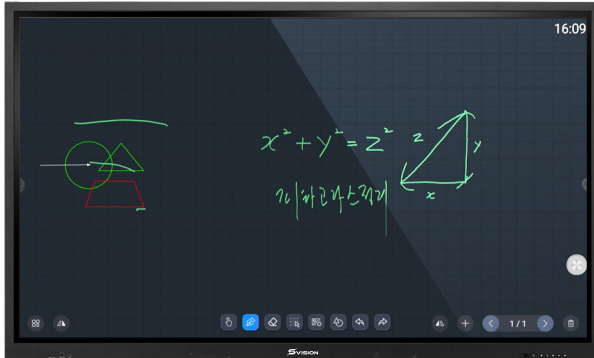 16:09
x² + y² = z²
z
y
x
피타고라스 정리
1/1
SVISION